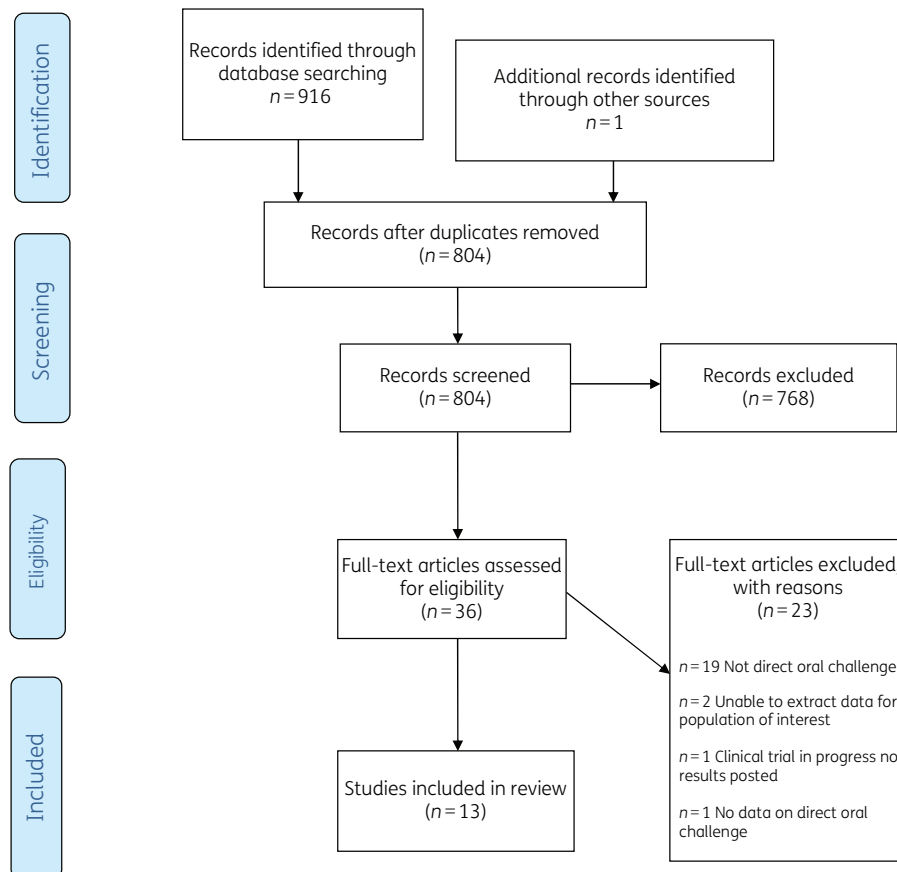 Identification
Records identified through
database searching
n = 916
Additional records identified
through other sources
n = 1
Records after duplicates removed
(n = 804)
Screening
Records screened
(n = 804)
Records excluded
(n = 768)
Eligibility
Full-text articles assessed
for eligibility
(n = 36)
Full-text articles excluded,
with reasons
(n = 23)
n = 19 Not direct oral challenge
n = 2 Unable to extract data for
population of interest
n = 1 Clinical trial in progress no
results posted
n = 1 No data on direct oral
challenge
Included
Studies included in review
(n = 13)